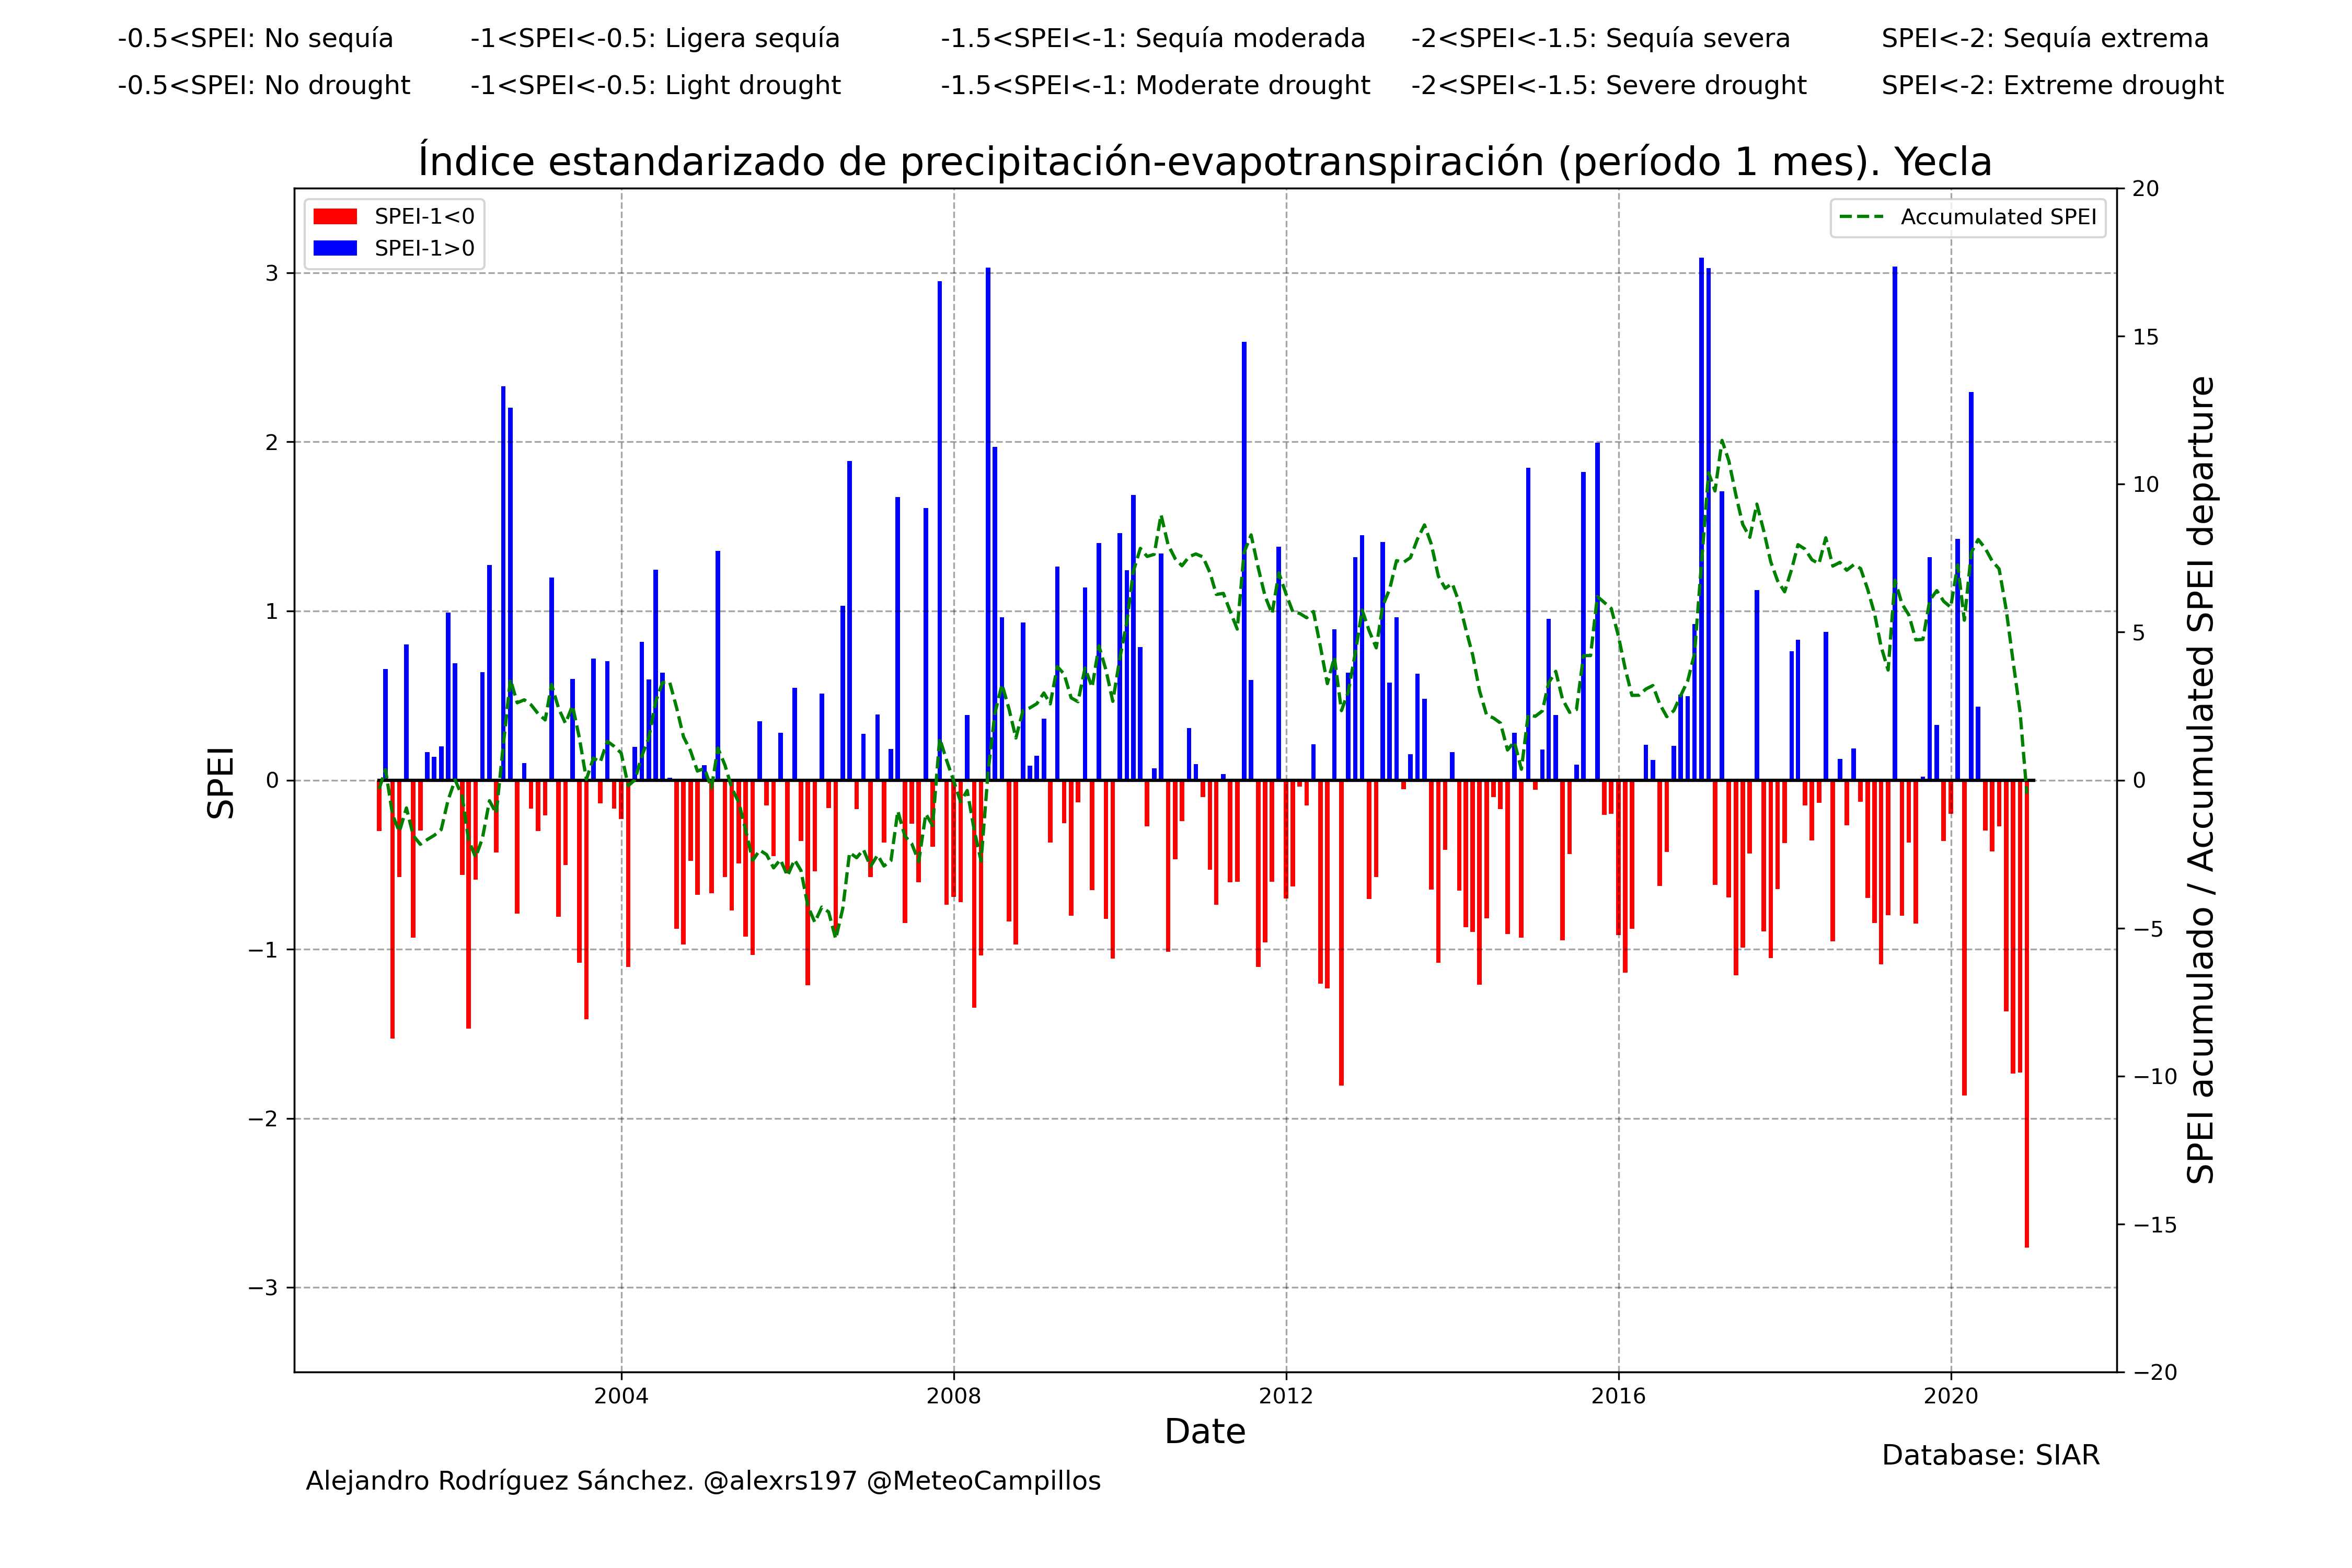 -0.5<SPEI: No sequía -1<SPEI<-0.5: Ligera sequía -1.5<SPEI<-1: Sequía moderada -2<SPEI<-1.5: Sequía severa SPEI<-2: Sequía extrema
-0.5<SPEI: No drought -1<SPEI<-0.5: Light drought -1.5<SPEI<-1: Moderate drought -2<SPEI<-1.5: Severe drought SPEI<-2: Extreme drought
Índice estandarizado de precipitación-evapotranspiración (período 1 mes). Yecla
SPEI-1<0
SPEI-1>0
Accumulated SPEI
SPEI
3
2
1
0
−1
−2
−3
20
15
10
5
0
−5
−10
−15
−20
SPEI acumulado / Accumulated SPEI departure
2004 2008 2012 2016 2020
Date
Database: SIAR
Alejandro Rodríguez Sánchez. @alexrs197 @MeteoCampillos